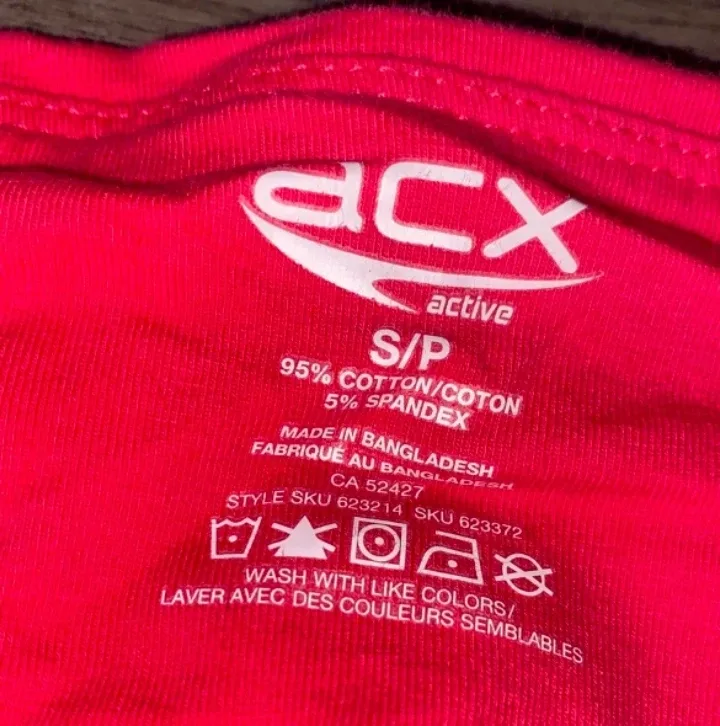 acx
active
S/P
95% COTTON/COTON
5% SPANDEX
MADE IN BANGLADESH
FABRIQUÉ AU BANGLADESH
CA 52427
STYLE SKU 623214 SKU 623372
WASH WITH LIKE COLORS/
LAVER AVEC DES COULEURS SEMBLABLES